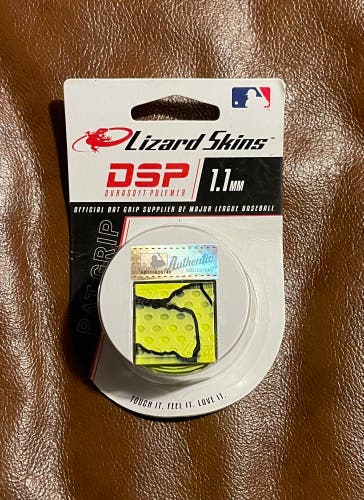 Lizard Skins™
DSP
DURASOFT POLYMER
1.1MM
OFFICIAL BAT GRIP SUPPLIER OF MAJOR LEAGUE BASEBALL
BAT GRIP
Authentic
TOUCH IT. FEEL IT. LOVE IT.